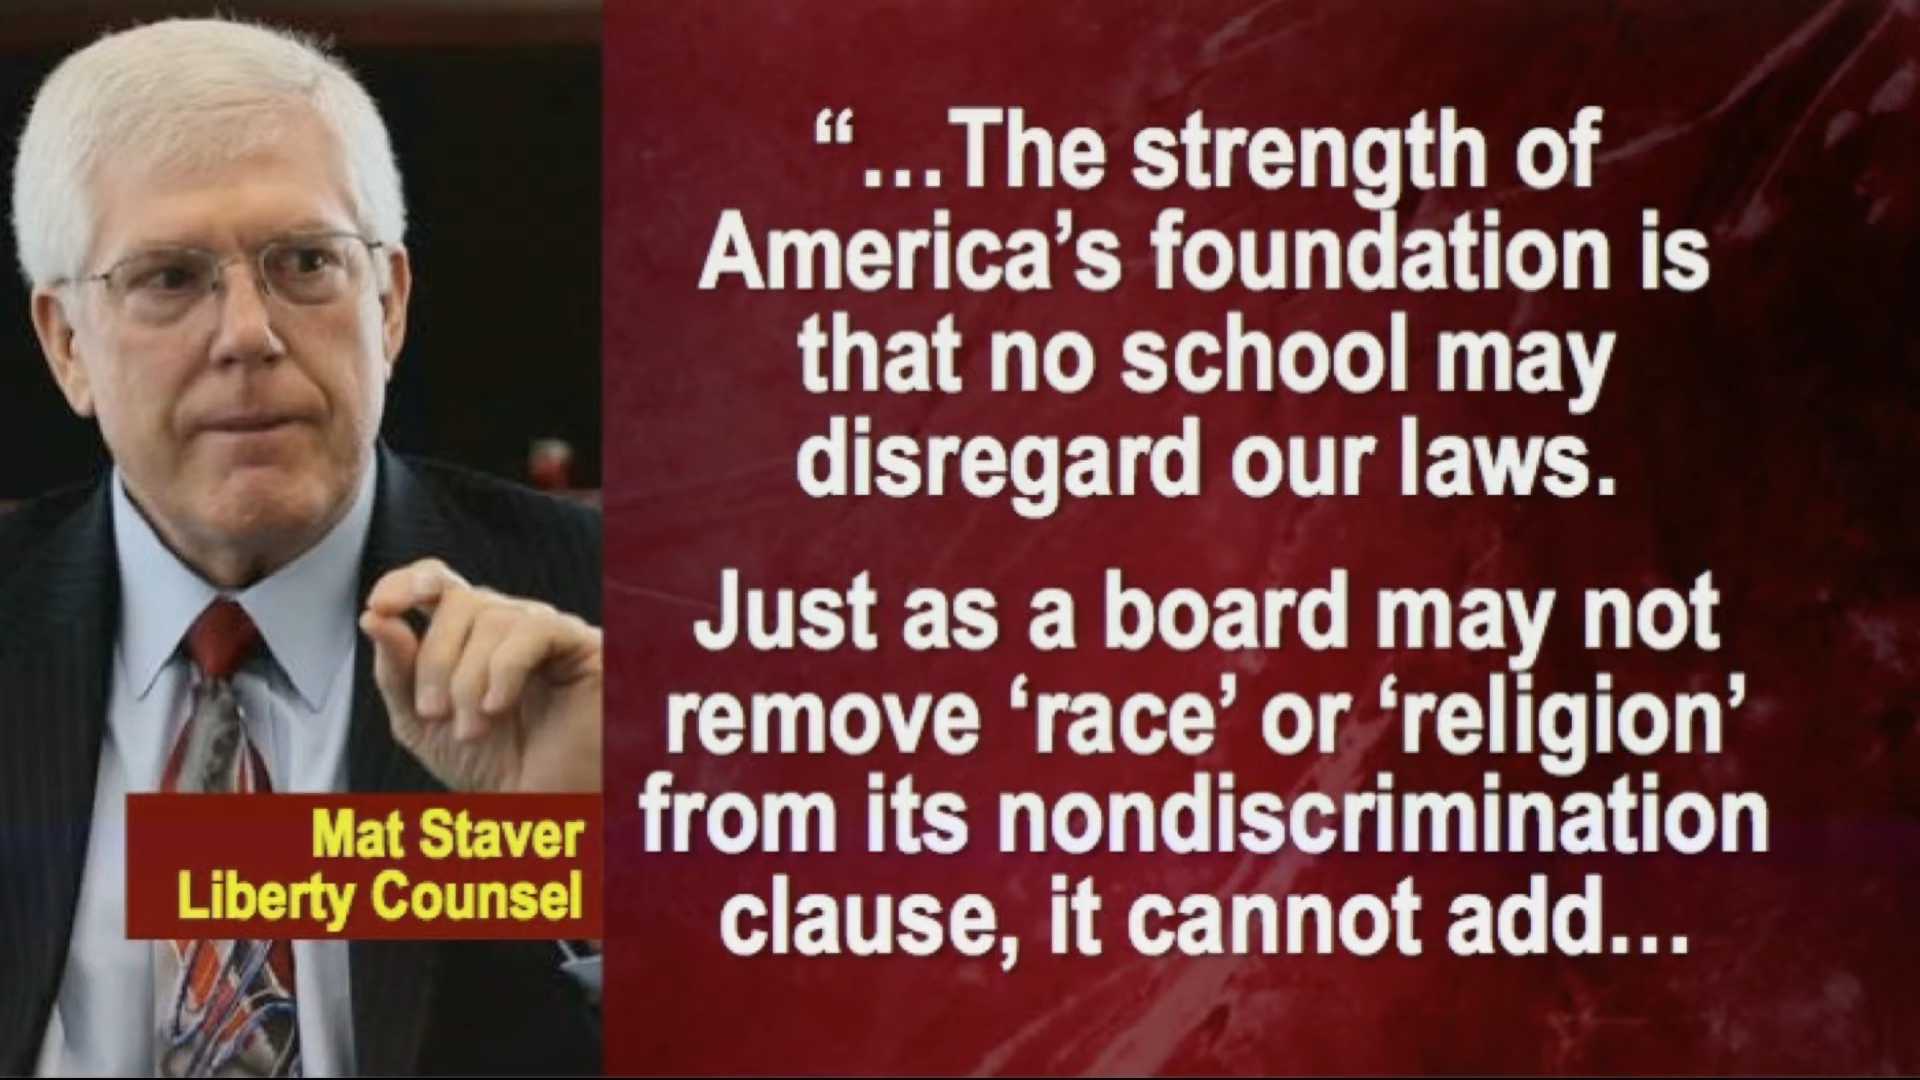 “…The strength of
America’s foundation is
that no school may
disregard our laws.
Just as a board may not
remove ‘race’ or ‘religion’
from its nondiscrimination
clause, it cannot add…
Mat Staver
Liberty Counsel